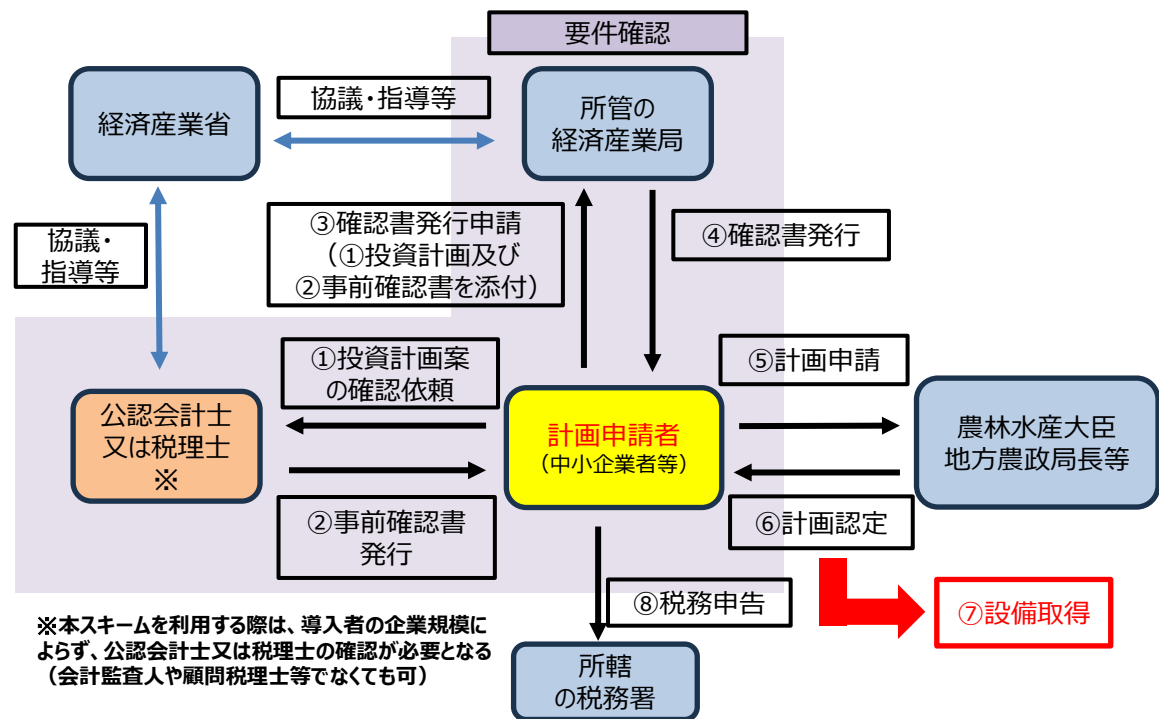 要件確認
経済産業省
協議・指導等
所管の
経済産業局
協議・
指導等
③確認書発行申請
（①投資計画及び
②事前確認書を添付）
④確認書発行
①投資計画案
の確認依頼
⑤計画申請
公認会計士
又は税理士
※
計画申請者
（中小企業者等）
農林水産大臣
地方農政局長等
②事前確認書
発行
⑥計画認定
⑧税務申告
⑦設備取得
※本スキームを利用する際は、導入者の企業規模に
よらず、公認会計士又は税理士の確認が必要となる
（会計監査人や顧問税理士等でなくても可）
所轄
の税務署